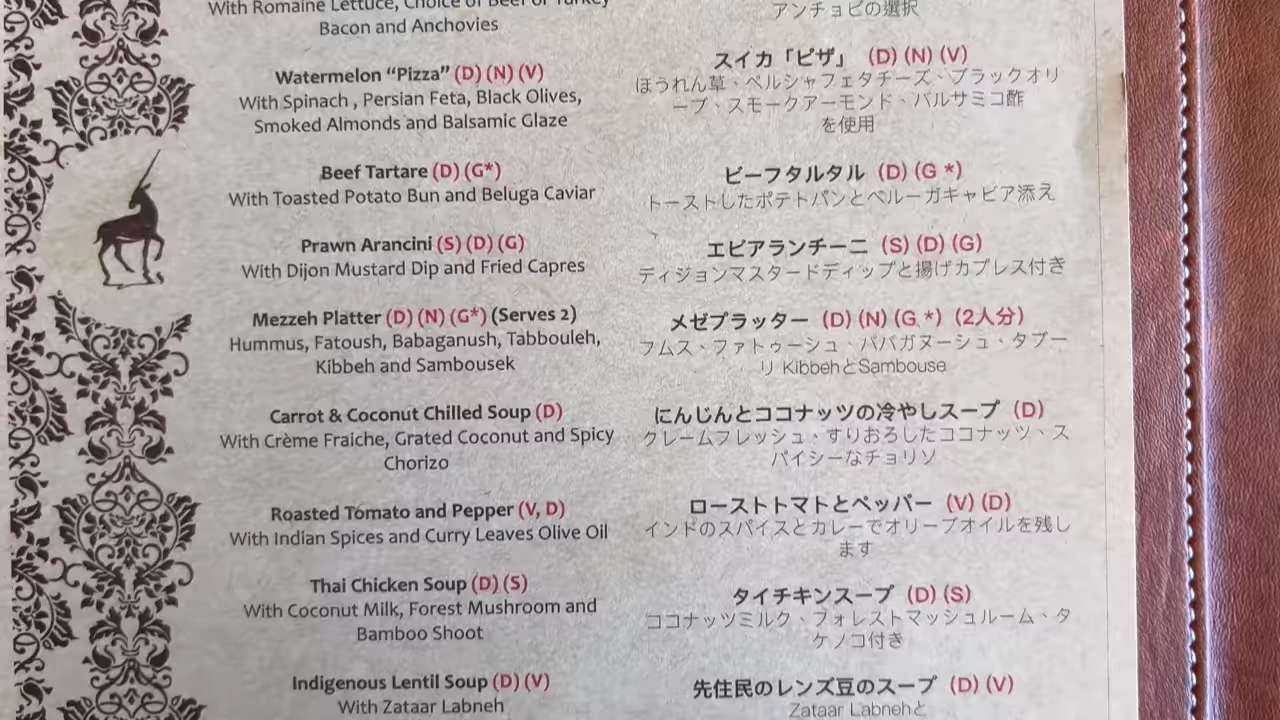 With Romaine Lettuce, Choice of Beef or Turkey
Bacon and Anchovies
Watermelon “Pizza” (D) (N) (V)
With Spinach , Persian Feta, Black Olives,
Smoked Almonds and Balsamic Glaze
Beef Tartare (D) (G*)
With Toasted Potato Bun and Beluga Caviar
Prawn Arancini (S) (D) (G)
With Dijon Mustard Dip and Fried Capres
Mezzeh Platter (D) (N) (G*) (Serves 2)
Hummus, Fatoush, Babaganush, Tabbouleh,
Kibbeh and Sambousek
Carrot & Coconut Chilled Soup (D)
With Crème Fraiche, Grated Coconut and Spicy
Chorizo
Roasted Tomato and Pepper (V, D)
With Indian Spices and Curry Leaves Olive Oil
Thai Chicken Soup (D) (S)
With Coconut Milk, Forest Mushroom and
Bamboo Shoot
Indigenous Lentil Soup (D) (V)
With Zataar Labneh
アンチョビの選択
スイカ「ピザ」 (D) (N) (V)
ほうれん草、ペルシャフェタチーズ、ブラックオリ
ーブ、スモークアーモンド、バルサミコ酢
を使用
ビーフタルタル (D) (G *)
トーストしたポテトパンとベルーガキャビア添え
エビアランチーニ (S) (D) (G)
ディジョンマスタードディップと揚げカプレス付き
メゼプラッター (D) (N) (G *) (2人分)
フムス、ファトゥーシュ、ババガヌーシュ、タブー
リ KibbehとSambouse
にんじんとココナッツの冷やしスープ (D)
クレームフレッシュ、すりおろしたココナッツ、ス
パイシーなチョリソ
ローストトマトとペッパー (V) (D)
インドのスパイスとカレーでオリーブオイルを残し
ます
タイチキンスープ (D) (S)
ココナッツミルク、フォレストマッシュルーム、タ
ケノコ付き
先住民のレンズ豆のスープ (D) (V)
Zataar Labnehと